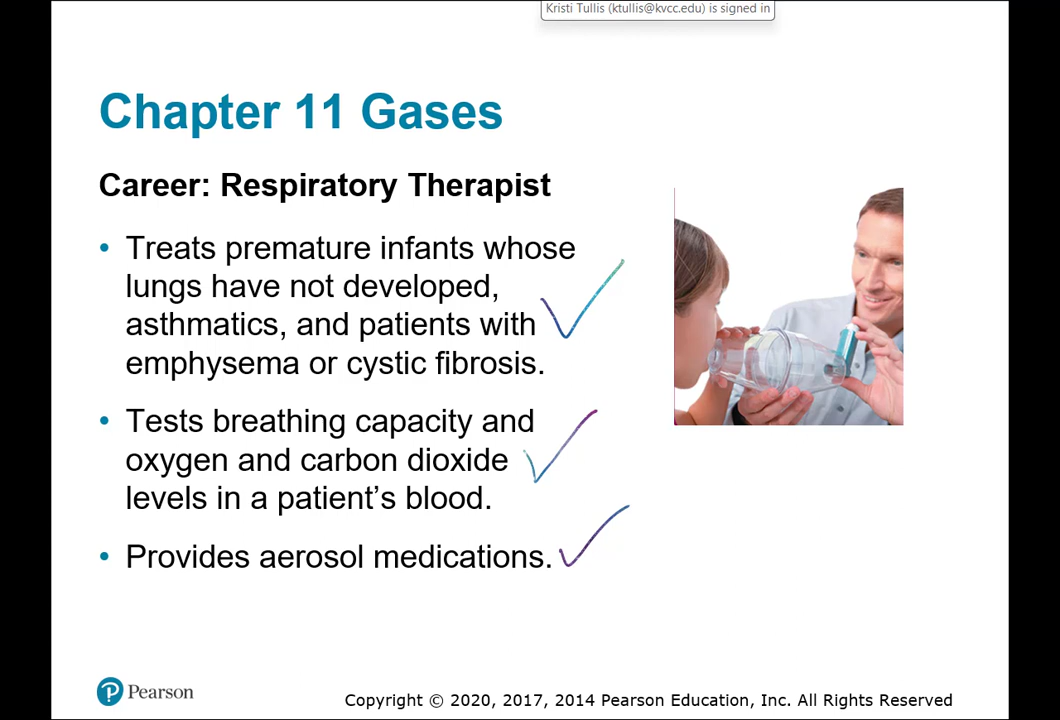 Kristi Tullis (ktullis@kvcc.edu) is signed in
Chapter 11 Gases
Career: Respiratory Therapist
• Treats premature infants whose
lungs have not developed,
asthmatics, and patients with
emphysema or cystic fibrosis.
• Tests breathing capacity and
oxygen and carbon dioxide
levels in a patient’s blood.
• Provides aerosol medications.
Pearson
Copyright © 2020, 2017, 2014 Pearson Education, Inc. All Rights Reserved